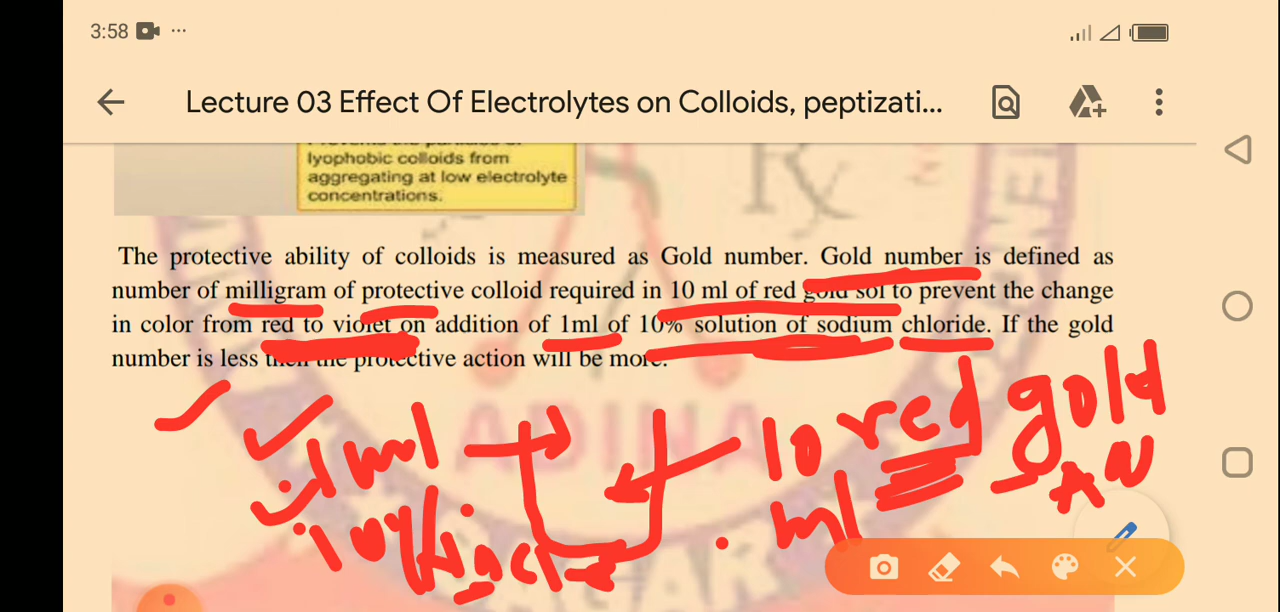 3:58 ...
Lecture 03 Effect Of Electrolytes on Colloids, peptizati...
lyophobic colloids from
aggregating at low electrolyte
concentrations.
The protective ability of colloids is measured as Gold number. Gold number is defined as
number of milligram of protective colloid required in 10 ml of red gold sol to prevent the change
in color from red to violet on addition of 1ml of 10% solution of sodium chloride. If the gold
number is less then the protective action will be more.
1ml 10 red gold
10% ml
ADINA